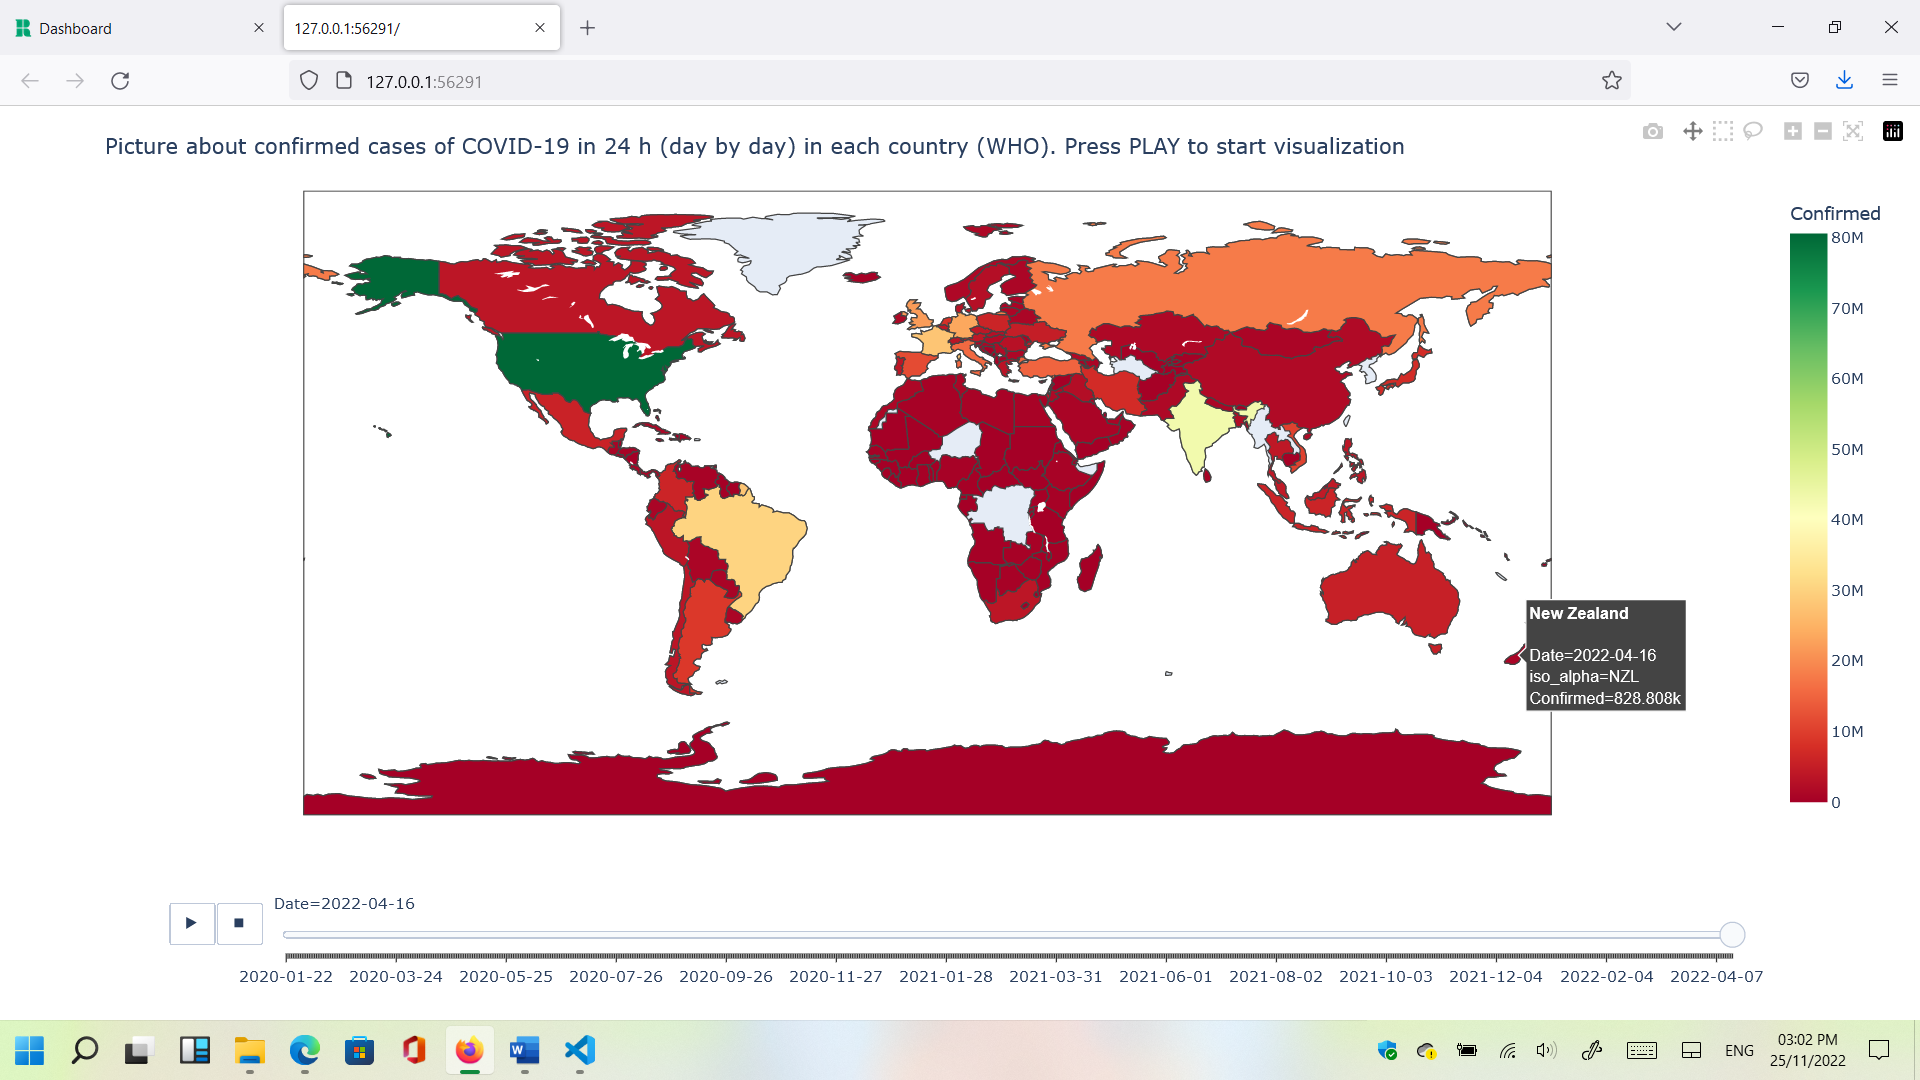 Dashboard
127.0.0.1:56291/
127.0.0.1:56291
Picture about confirmed cases of COVID-19 in 24 h (day by day) in each country (WHO). Press PLAY to start visualization
Confirmed
80M
70M
60M
50M
40M
30M
20M
10M
0
New Zealand
Date=2022-04-16
iso_alpha=NZL
Confirmed=828.808k
Date=2022-04-16
2020-01-22 2020-03-24 2020-05-25 2020-07-26 2020-09-26 2020-11-27 2021-01-28 2021-03-31 2021-06-01 2021-08-02 2021-10-03 2021-12-04 2022-02-04 2022-04-07
ENG
03:02 PM
25/11/2022